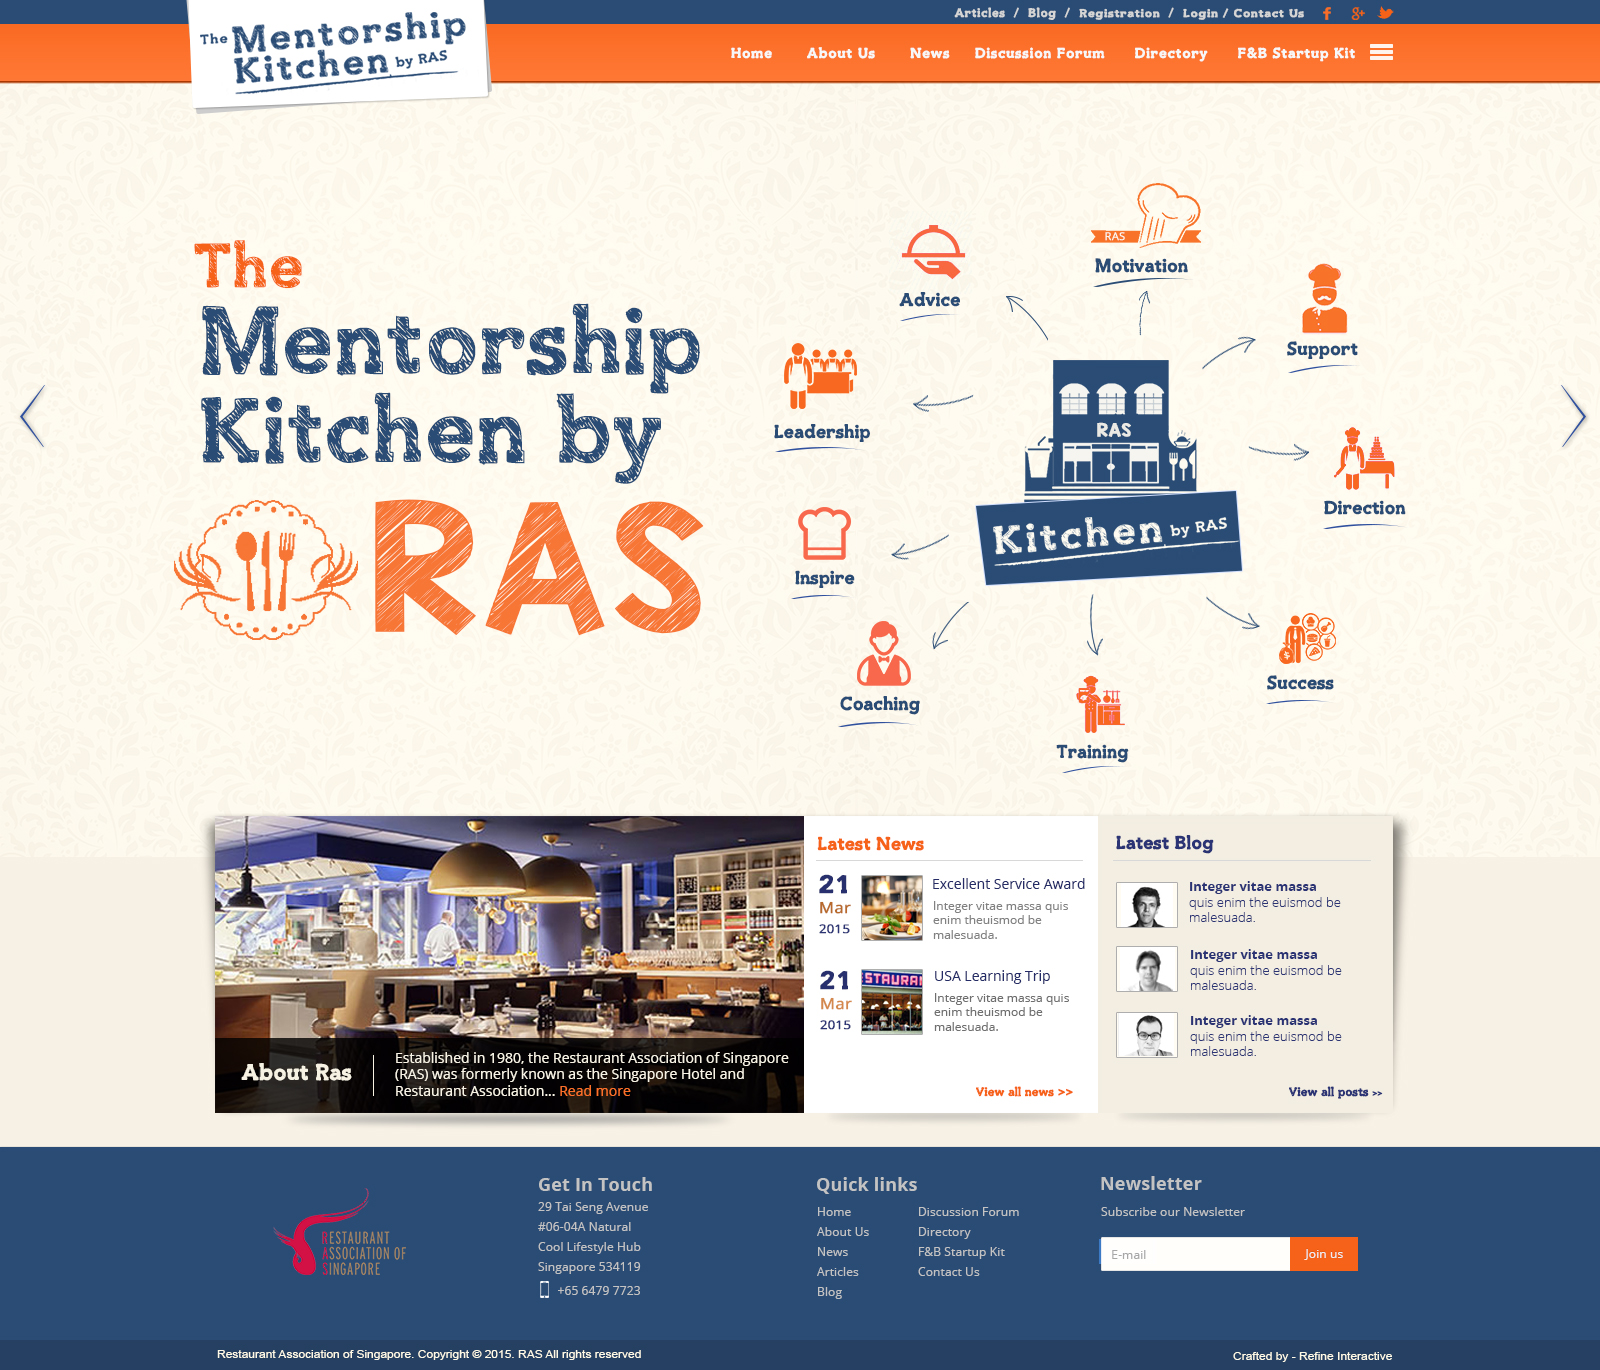 Articles / Blog / Registration / Login / Contact Us
The Mentorship
Kitchen by RAS
Home About Us News Discussion Forum Directory F&B Startup Kit
The
Mentorship
Kitchen by
RAS
RAS
Motivation
Advice
Support
Leadership
RAS
Direction
Kitchen by RAS
Inspire
Coaching
Success
Training
About Ras
Established in 1980, the Restaurant Association of Singapore
(RAS) was formerly known as the Singapore Hotel and
Restaurant Association... Read more
Latest News
21
Mar
2015
Excellent Service Award
Integer vitae massa quis
enim theuismod be
malesuada.
21
Mar
2015
STAURAN
USA Learning Trip
Integer vitae massa quis
enim theuismod be
malesuada.
View all news >>
Latest Blog
Integer vitae massa
quis enim the euismod be
malesuada.
Integer vitae massa
quis enim the euismod be
malesuada.
Integer vitae massa
quis enim the euismod be
malesuada.
View all posts >>
RESTAURANT
ASSOCIATION OF
SINGAPORE
Get In Touch
29 Tai Seng Avenue
#06-04A Natural
Cool Lifestyle Hub
Singapore 534119
+65 6479 7723
Quick links
Home
About Us
News
Articles
Blog
Discussion Forum
Directory
F&B Startup Kit
Contact Us
Newsletter
Subscribe our Newsletter
E-mail Join us
Restaurant Association of Singapore. Copyright © 2015. RAS All rights reserved
Crafted by - Refine Interactive